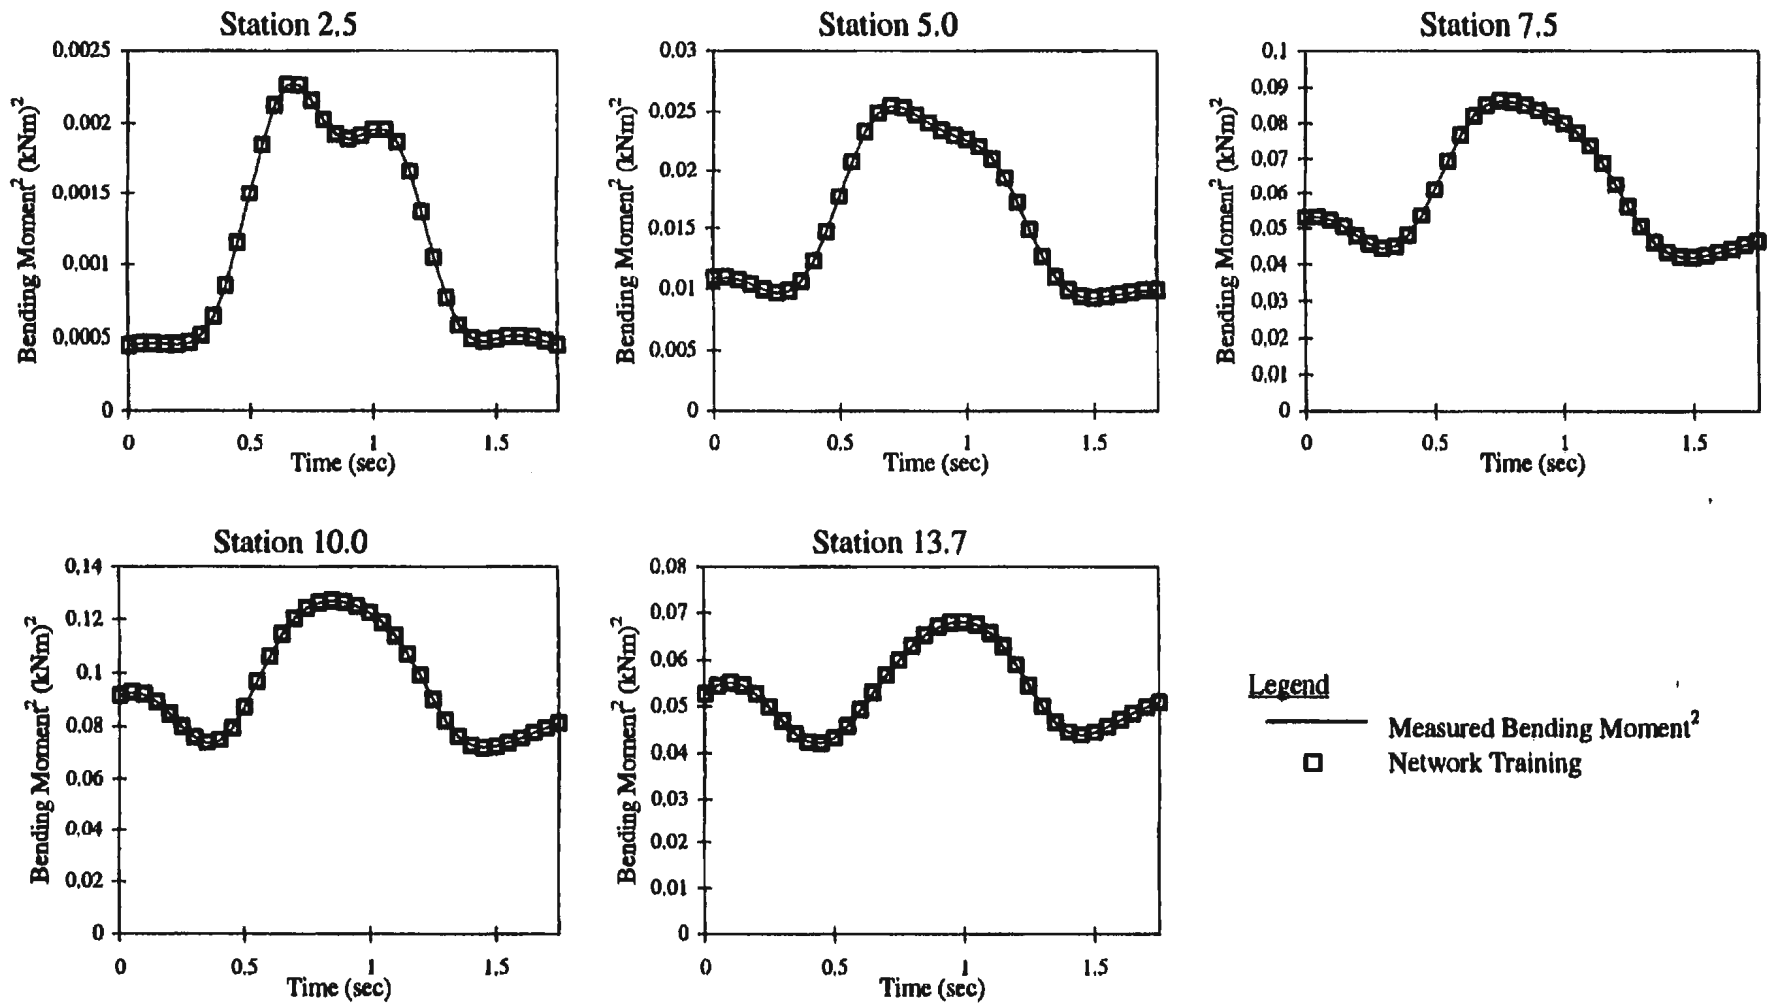 Station 2.5
Bending Moment² (kNm)²
0.0025
0.002
0.0015
0.001
0.0005
0
0 0.5 1 1.5
Time (sec)
Station 5.0
Bending Moment² (kNm)²
0.03
0.025
0.02
0.015
0.01
0.005
0
0 0.5 1 1.5
Time (sec)
Station 7.5
Bending Moment² (kNm)²
0.1
0.09
0.08
0.07
0.06
0.05
0.04
0.03
0.02
0.01
0
0 0.5 1 1.5
Time (sec)
Station 10.0
Bending Moment² (kNm)²
0.14
0.12
0.1
0.08
0.06
0.04
0.02
0
0 0.5 1 1.5
Time (sec)
Station 13.7
Bending Moment² (kNm)²
0.08
0.07
0.06
0.05
0.04
0.03
0.02
0.01
0
0 0.5 1 1.5
Time (sec)
Legend
Measured Bending Moment²
Network Training